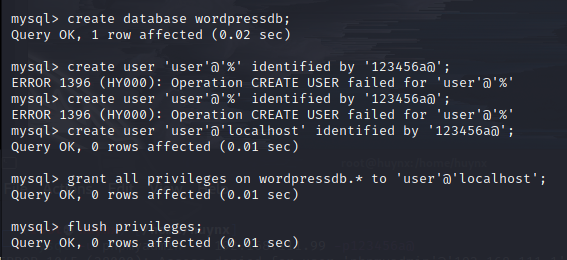 mysql> create database wordpressdb;
Query OK, 1 row affected (0.02 sec)
mysql> create user 'user'@'%' identified by '123456a@';
ERROR 1396 (HY000): Operation CREATE USER failed for 'user'@'%'
mysql> create user 'user'@'%' identified by '123456a@';
ERROR 1396 (HY000): Operation CREATE USER failed for 'user'@'%'
mysql> create user 'user'@'localhost' identified by '123456a@';
Query OK, 0 rows affected (0.01 sec)
mysql> grant all privileges on wordpressdb.* to 'user'@'localhost';
Query OK, 0 rows affected (0.01 sec)
mysql> flush privileges;
Query OK, 0 rows affected (0.01 sec)